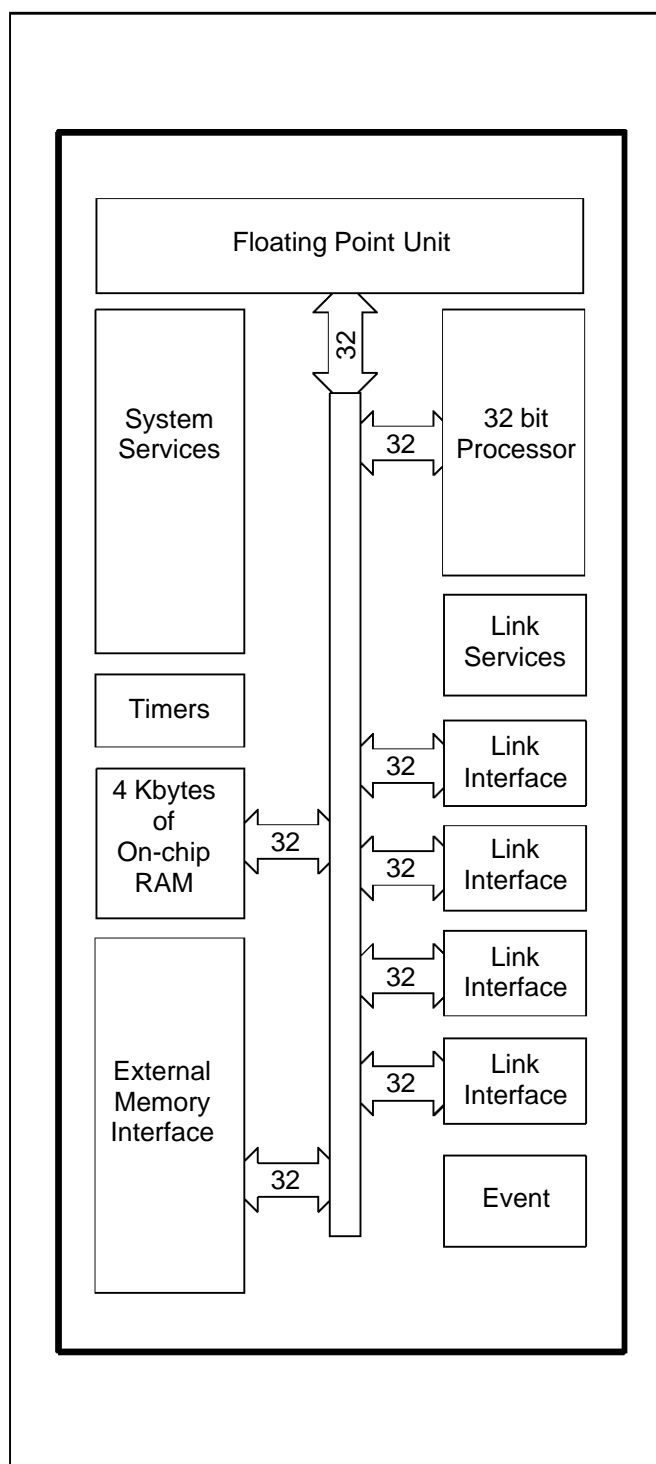 Floating Point Unit
32
System
Services
32
32 bit
Processor
Link
Services
Timers
32
Link
Interface
4 Kbytes
of
On-chip
RAM
32
32
Link
Interface
32
Link
Interface
External
Memory
Interface
32
32
Link
Interface
Event